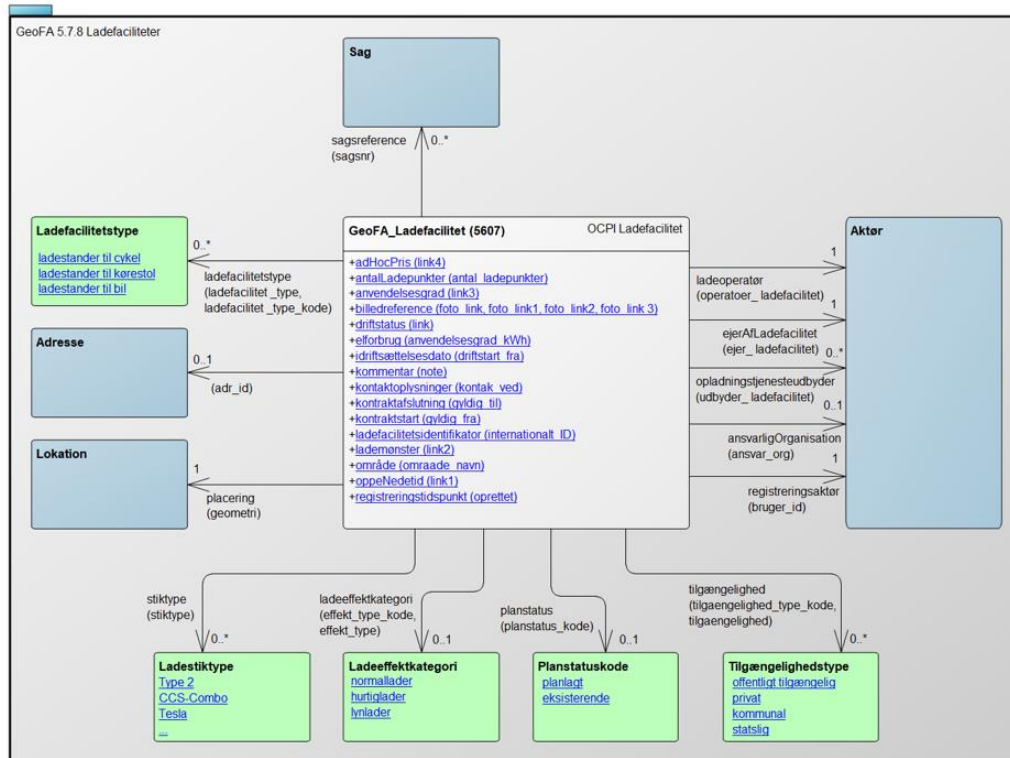 GeoFA 5.7.8 Ladefaciliteter
Sag
sagsreference
(sagsnr)
0..*
Ladefacilitetstype
ladestander til cykel
ladestander til kørestol
ladestander til bil
0..*
ladefacilitetstype
(ladefacilitet _type,
ladefacilitet _type_kode)
Adresse
0..1
(adr_id)
Lokation
1
placering
(geometri)
GeoFA_Ladefacilitet (5607)
OCPI Ladefacilitet
+adHocPris (link4)
+antalLadepunkter (antal_ladepunkter)
+anvendelsesgrad (link3)
+billedreference (foto_link, foto_link1, foto_link2, foto_link 3)
+driftstatus (link)
+elforbrug (anvendelsesgrad_kWh)
+idriftsættelsesdato (driftstart_fra)
+kommentar (note)
+kontaktoplysninger (kontak_ved)
+kontraktafslutning (gyldig_til)
+kontraktstart (gyldig_fra)
+ladefacilitetsidentifikator (internationalt_ID)
+lademønster (link2)
+område (omraade_navn)
+oppeNedetid (link1)
+registreringstidspunkt (oprettet)
Aktør
1
ladeoperatør
(operatoer_ ladefacilitet)
1
ejerAfLadefacilitet
(ejer_ ladefacilitet)
0..*
opladningstjenesteudbyder
(udbyder_ ladefacilitet)
0..1
ansvarligOrganisation
(ansvar_org)
1
registreringsaktør
(bruger_id)
stiktype
(stiktype)
0..*
ladeeffektkategori
(effekt_type_kode,
effekt_type)
0..1
planstatus
(planstatus_kode)
0..1
tilgængelighed
(tilgaengelighed_type_kode,
tilgaengelighed)
0..*
Ladestiktype
Type 2
CCS-Combo
Tesla
...
Ladeeffektkategori
normallader
hurtiglader
lynlader
Planstatuskode
planlagt
eksisterende
Tilgængelighedstype
offentligt tilgængelig
privat
kommunal
statslig